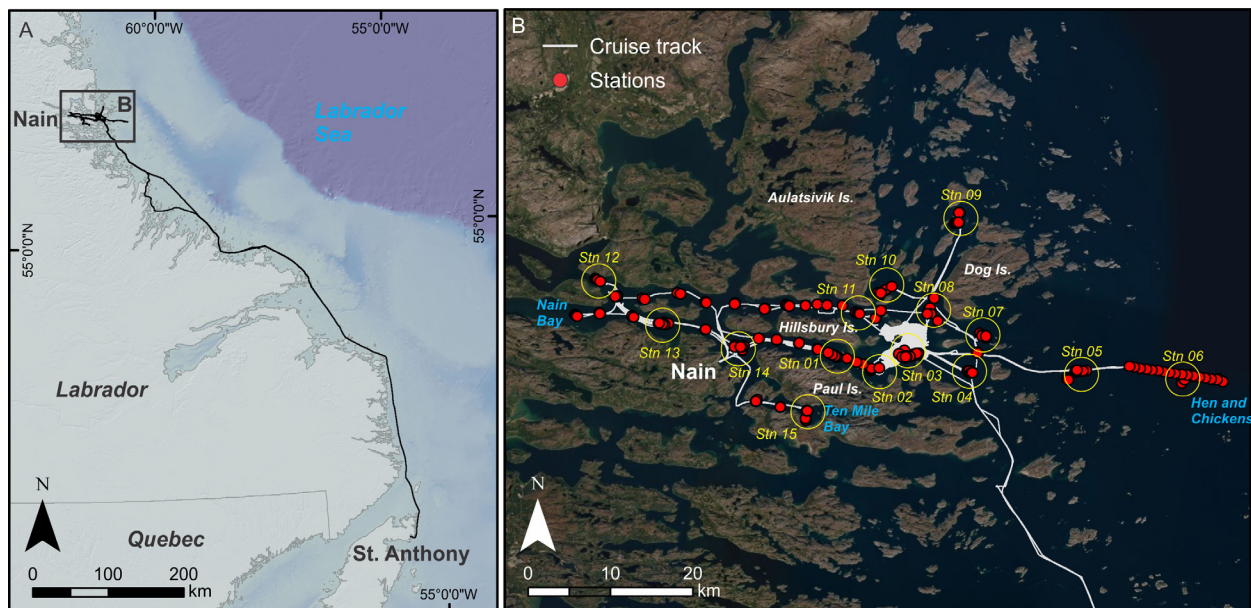 A
60°0'0"W
55°0'0"W
B
Nain
Labrador
Sea
55°0'0"N
55°0'0"N
Labrador
N
Quebec
St. Anthony
0 100 200
km
55°0'0"W
B
Cruise track
Stations
Aulatsivik Is.
Stn 09
Stn 12
Stn 10
Dog Is.
Stn 11
Stn 08
Nain
Bay
Stn 07
Hillsbury Is.
Stn 13
Stn 14
Stn 01
Stn 03
Stn 05
Stn 06
Nain
Paul Is.
Stn 02
Stn 04
Hen and
Chickens
Ten Mile
Bay
Stn 15
N
0 10 20
km